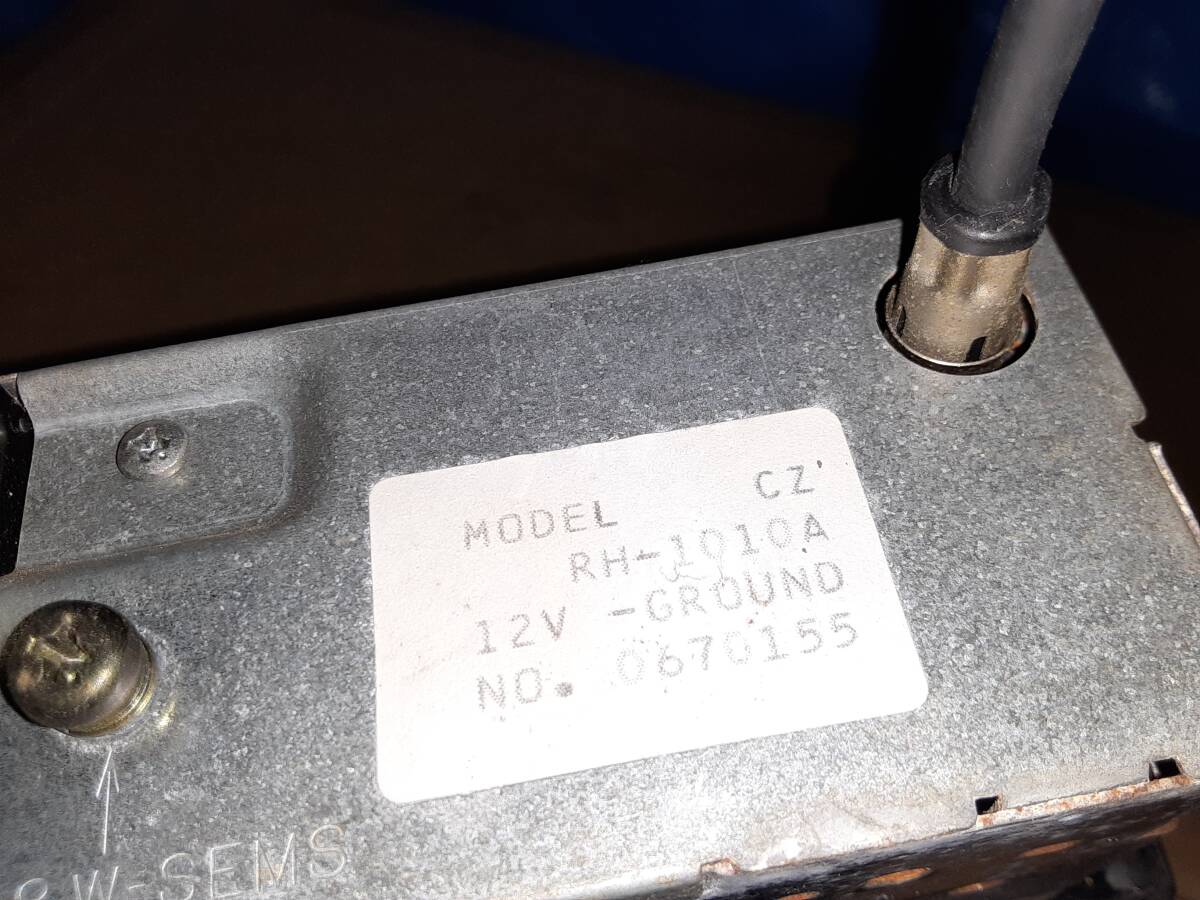 MODEL CZ
RH-1010A
12V -GROUND
NO. 0670155
W-SEMS